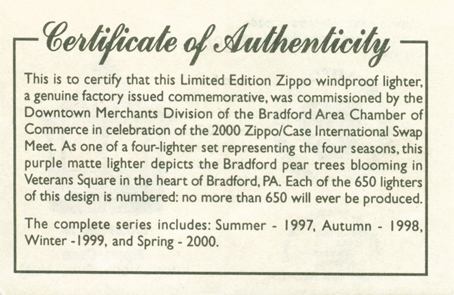 Certificate of Authenticity
This is to certify that this Limited Edition Zippo windproof lighter,
a genuine factory issued commemorative, was commissioned by the
Downtown Merchants Division of the Bradford Area Chamber of
Commerce in celebration of the 2000 Zippo/Case International Swap
Meet. As one of a four-lighter set representing the four seasons, this
purple matte lighter depicts the Bradford pear trees blooming in
Veterans Square in the heart of Bradford, PA. Each of the 650 lighters
of this design is numbered: no more than 650 will ever be produced.
The complete series includes: Summer - 1997, Autumn - 1998,
Winter -1999, and Spring - 2000.